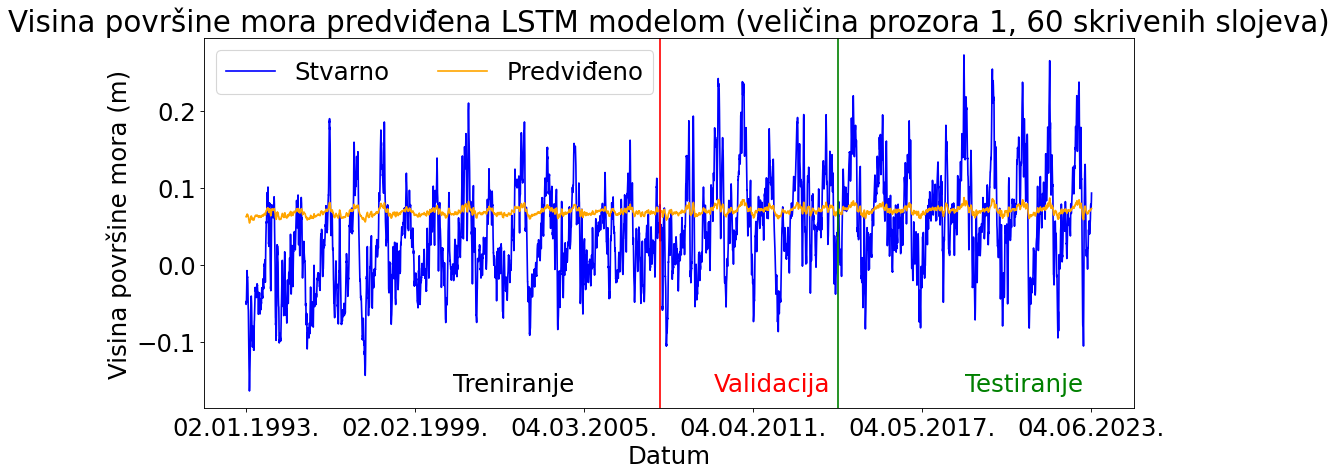 Visina površine mora predviđena LSTM modelom (veličina prozora 1, 60 skrivenih slojeva)
Stvarno
Predviđeno
Visina površine mora (m)
0.2
0.1
0.0
−0.1
Treniranje
Validacija
Testiranje
02.01.1993.
02.02.1999.
04.03.2005.
04.04.2011.
04.05.2017.
04.06.2023.
Datum